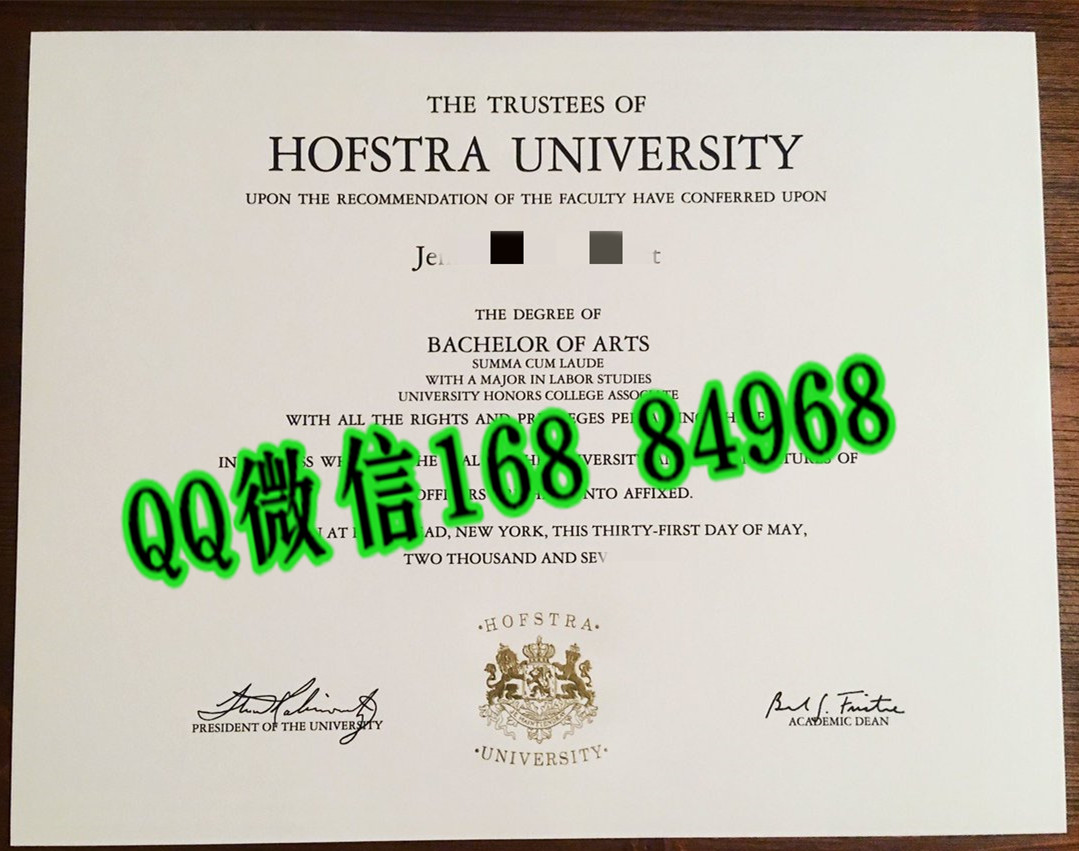 THE TRUSTEES OF
HOFSTRA UNIVERSITY
UPON THE RECOMMENDATION OF THE FACULTY HAVE CONFERRED UPON
THE DEGREE OF
BACHELOR OF ARTS
SUMMA CUM LAUDE
WITH A MAJOR IN LABOR STUDIES
UNIVERSITY HONORS COLLEGE
WITH ALL THE RIGHTS AND
QQ微信168 84968
OF
AFFIXED.
AT NEW YORK, THIS THIRTY-FIRST DAY OF MAY,
TWO THOUSAND AND
·HOFSTRA·
·UNIVERSITY·
PRESIDENT OF THE UNIVERSITY
ACADEMIC DEAN